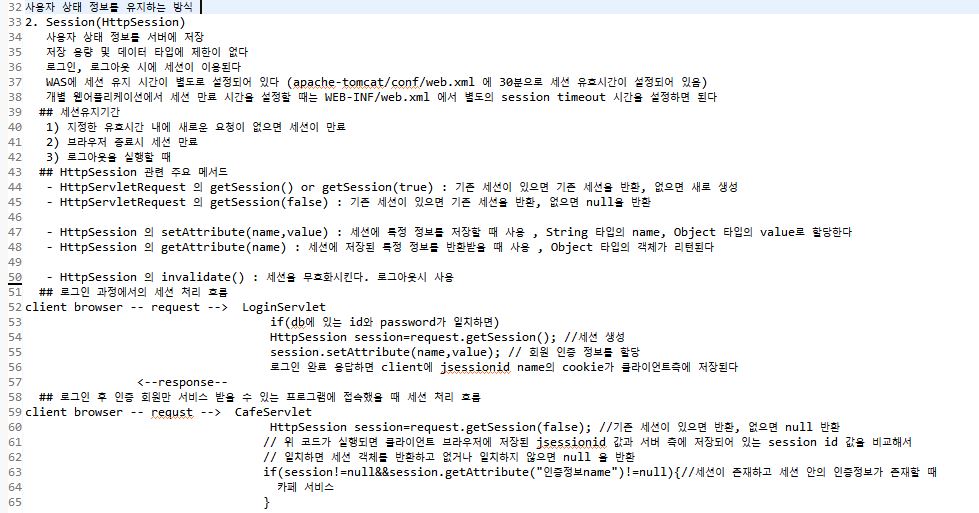 32 사용자 상태 정보를 유지하는 방식
33 2. Session(HttpSession)
34 사용자 상태 정보를 서버에 저장
35 저장 용량 및 데이터 타입에 제한이 없다
36 로그인, 로그아웃 시에 세션이 이용된다
37 WAS에 세션 유지 시간이 별도로 설정되어 있다 (apache-tomcat/conf/web.xml 에 30분으로 세션 유효시간이 설정되어 있음)
38 개별 웹어플리케이션에서 세션 만료 시간을 설정할 때는 WEB-INF/web.xml 에서 별도의 session timeout 시간을 설정하면 된다
39 ## 세션유지기간
40 1) 지정한 유효시간 내에 새로운 요청이 없으면 세션이 만료
41 2) 브라우저 종료시 세션 만료
42 3) 로그아웃을 실행할 때
43 ## HttpSession 관련 주요 메서드
44 - HttpServletRequest 의 getSession() or getSession(true) : 기존 세션이 있으면 기존 세션을 반환, 없으면 새로 생성
45 - HttpServletRequest 의 getSession(false) : 기존 세션이 있으면 기존 세션을 반환, 없으면 null을 반환
46
47 - HttpSession 의 setAttribute(name,value) : 세션에 특정 정보를 저장할 때 사용 , String 타입의 name, Object 타입의 value로 할당한다
48 - HttpSession 의 getAttribute(name) : 세션에 저장된 특정 정보를 반환받을 때 사용 , Object 타입의 객체가 리턴된다
49
50 - HttpSession 의 invalidate() : 세션을 무효화시킨다. 로그아웃시 사용
51 ## 로그인 과정에서의 세션 처리 흐름
52 client browser -- request --> LoginServlet
53 if(db에 있는 id와 password가 일치하면)
54 HttpSession session=request.getSession(); //세션 생성
55 session.setAttribute(name,value); // 회원 인증 정보를 할당
56 로그인 완료 응답하면 client에 jsessionid name의 cookie가 클라이언트측에 저장된다
57 <--response--
58 ## 로그인 후 인증 회원만 서비스 받을 수 있는 프로그램에 접속했을 때 세션 처리 흐름
59 client browser -- requst --> CafeServlet
60 HttpSession session=request.getSession(false); //기존 세션이 있으면 반환, 없으면 null 반환
61 // 위 코드가 실행되면 클라이언트 브라우저에 저장된 jsessionid 값과 서버 측에 저장되어 있는 session id 값을 비교해서
62 // 일치하면 세션 객체를 반환하고 없거나 일치하지 않으면 null 을 반환
63 if(session!=null&&session.getAttribute("인증정보name")!=null){//세션이 존재하고 세션 안의 인증정보가 존재할 때
64 카페 서비스
65 }